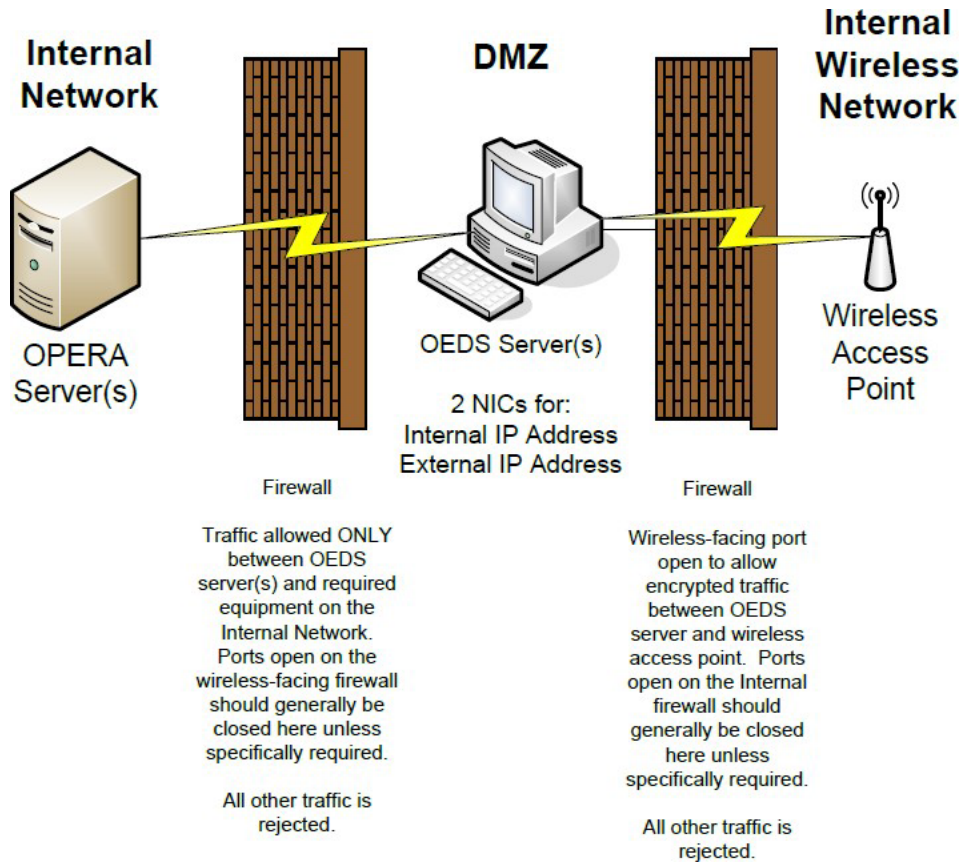 Internal
Network
DMZ
Internal
Wireless
Network
OPERA
Server(s)
OEDS Server(s)
2 NICs for:
Internal IP Address
External IP Address
Wireless
Access
Point
Firewall
Traffic allowed ONLY
between OEDS
server(s) and required
equipment on the
Internal Network.
Ports open on the
wireless-facing firewall
should generally be
closed here unless
specifically required.
All other traffic is
rejected.
Firewall
Wireless-facing port
open to allow
encrypted traffic
between OEDS
server and wireless
access point.  Ports
open on the Internal
firewall should
generally be closed
here unless
specifically required.
All other traffic is
rejected.